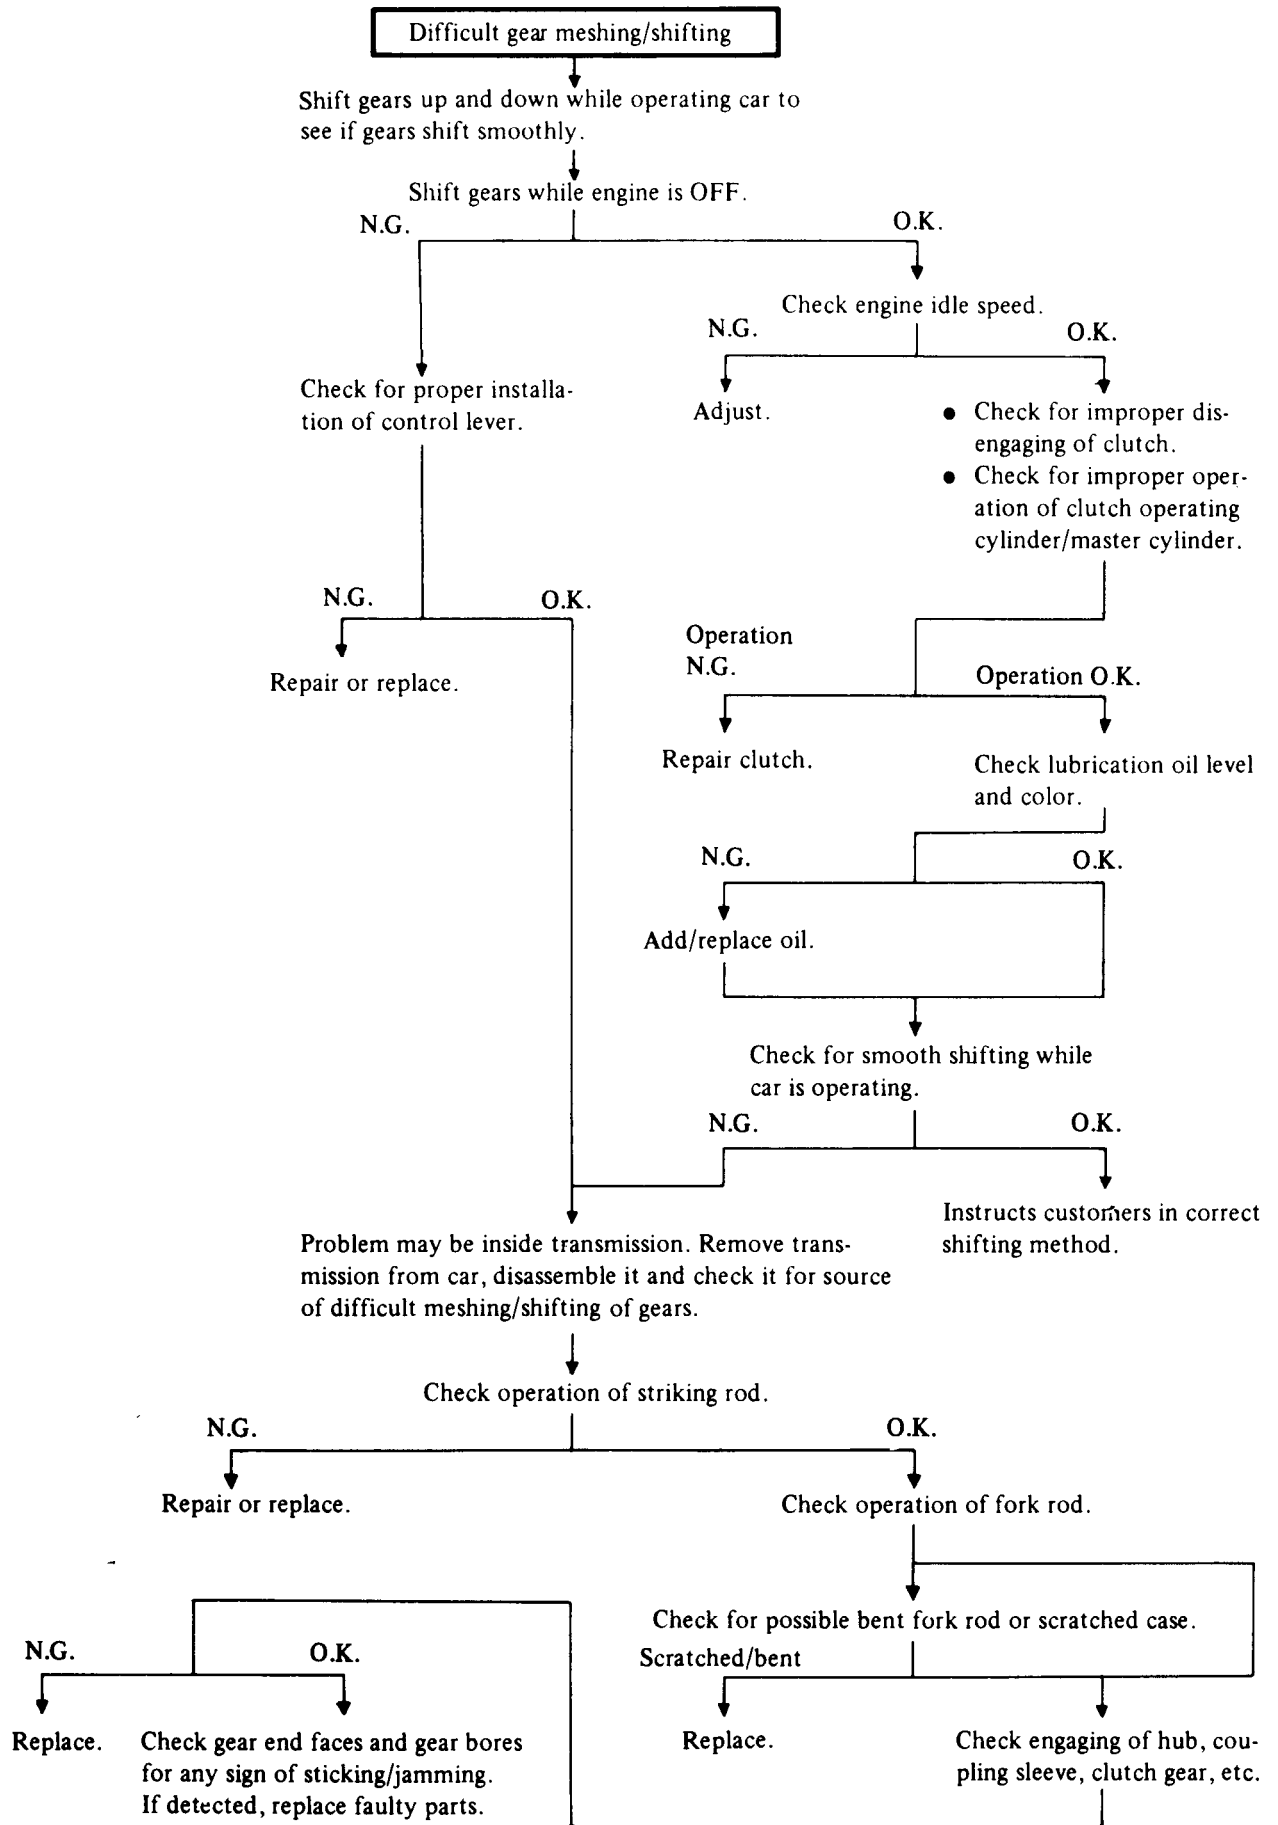 Difficult gear meshing/shifting
Shift gears up and down while operating car to
see if gears shift smoothly.
Shift gears while engine is OFF.
N.G.
O.K.
Check engine idle speed.
N.G.
O.K.
Check for proper installa-
tion of control lever.
Adjust.
● Check for improper dis-
engaging of clutch.
● Check for improper oper-
ation of clutch operating
cylinder/master cylinder.
N.G.
O.K.
Repair or replace.
Operation
N.G.
Operation O.K.
Repair clutch.
Check lubrication oil level
and color.
N.G.
O.K.
Add/replace oil.
Check for smooth shifting while
car is operating.
N.G.
O.K.
Instructs customers in correct
shifting method.
Problem may be inside transmission. Remove trans-
mission from car, disassemble it and check it for source
of difficult meshing/shifting of gears.
Check operation of striking rod.
N.G.
O.K.
Repair or replace.
Check operation of fork rod.
Check for possible bent fork rod or scratched case.
Scratched/bent
N.G.
O.K.
Replace.
Check gear end faces and gear bores
for any sign of sticking/jamming.
If detected, replace faulty parts.
Replace.
Check engaging of hub, cou-
pling sleeve, clutch gear, etc.